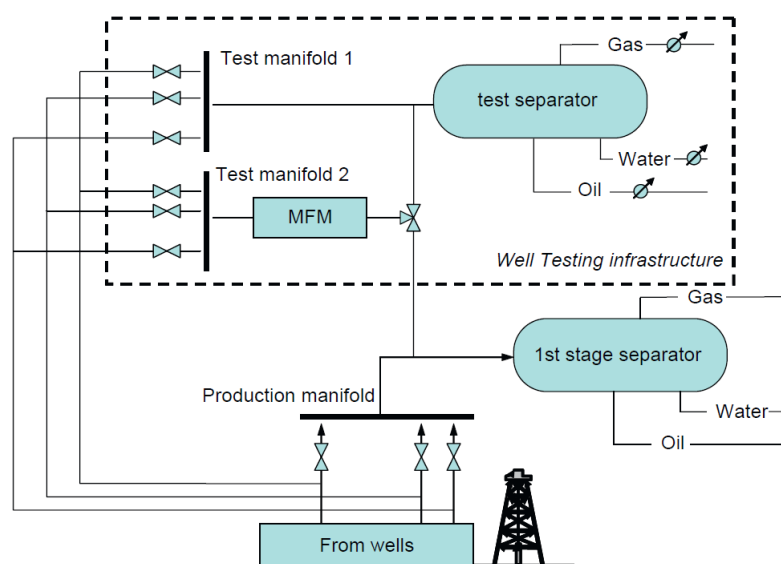 Test manifold 1
Gas
test separator
Water
Oil
Test manifold 2
MFM
Well Testing infrastructure
Gas
1st stage separator
Water
Oil
Production manifold
From wells